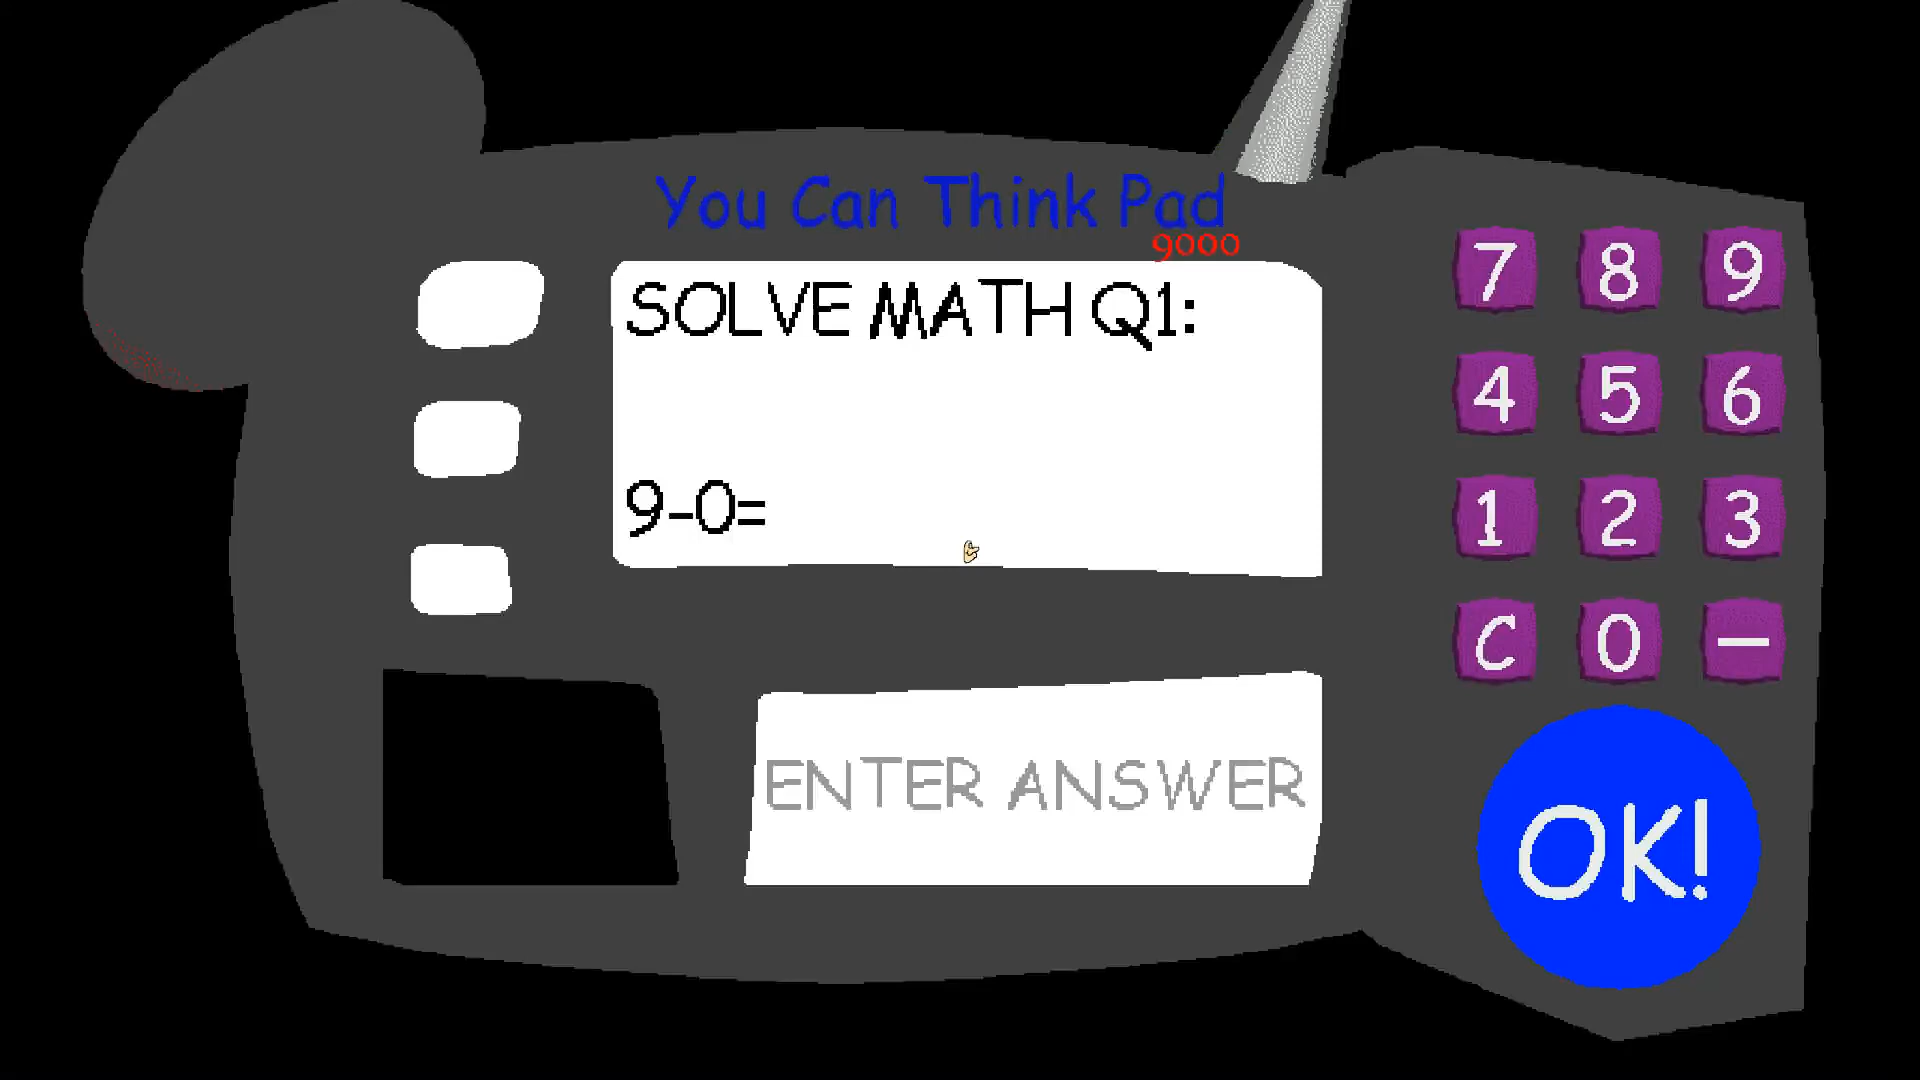 You Can Think Pad
9000
SOLVE MATH Q1:
9-0=
ENTER ANSWER
7 8 9
4 5 6
1 2 3
C 0 −
OK!